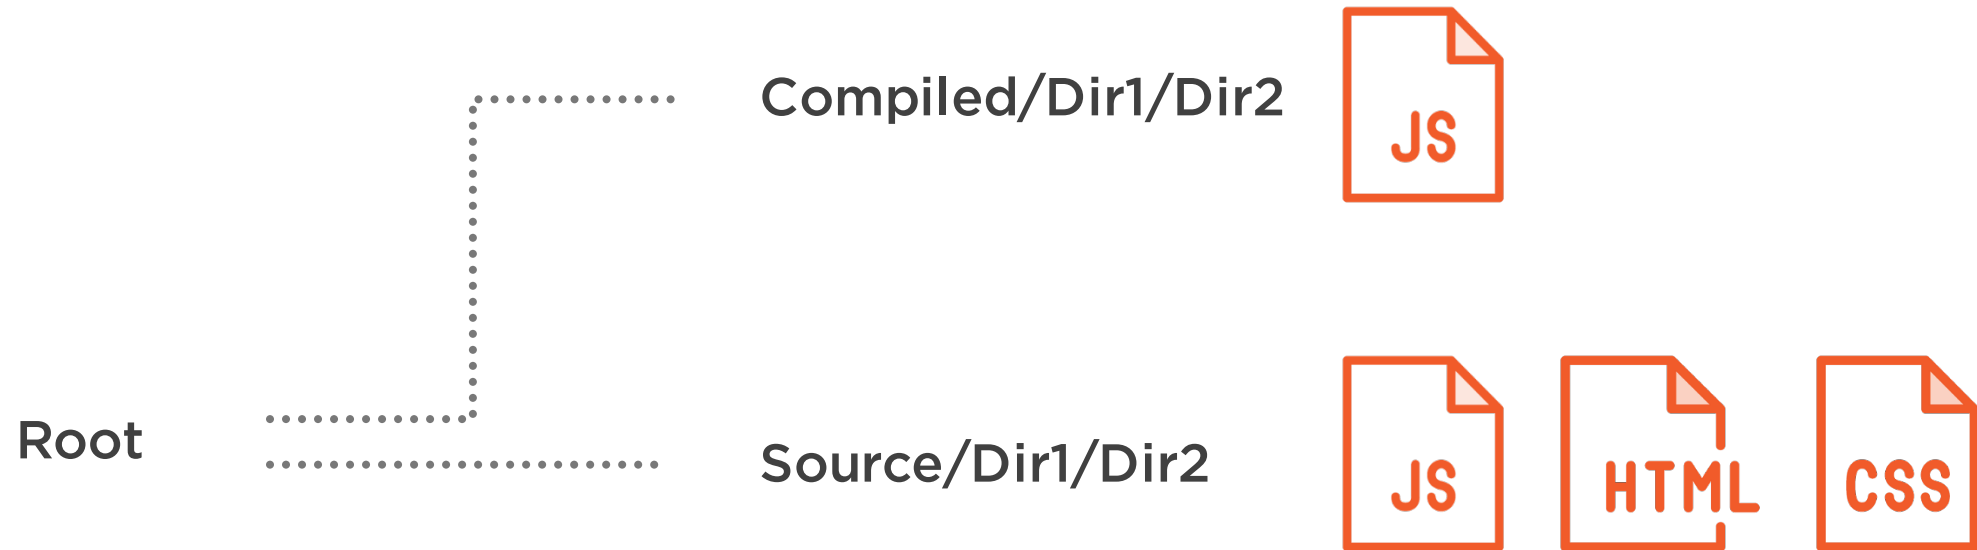 Compiled/Dir1/Dir2
JS
Root
Source/Dir1/Dir2
JS
HTML
CSS